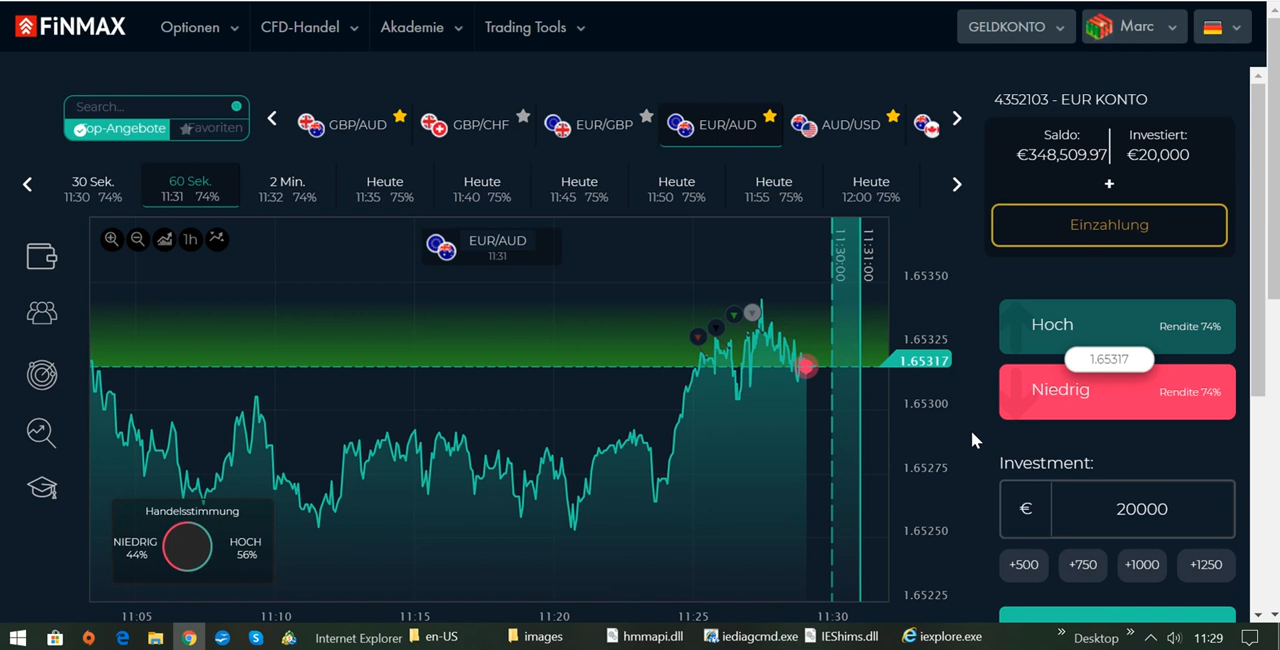 FiNMAX
Optionen
CFD-Handel
Akademie
Trading Tools
GELDKONTO
Marc
Search...
Top-Angebote
Favoriten
GBP/AUD
GBP/CHF
EUR/GBP
EUR/AUD
AUD/USD
4352103 - EUR KONTO
Saldo:
€348,509.97
Investiert:
€20,000
+
Einzahlung
30 Sek.
11:30 74%
60 Sek.
11:31 74%
2 Min.
11:32 74%
Heute
11:35 75%
Heute
11:40 75%
Heute
11:45 75%
Heute
11:50 75%
Heute
11:55 75%
Heute
12:00 75%
1h
EUR/AUD
11:31
11:30:00
11:31:00
1.65350
1.65325
1.65317
1.65300
1.65275
1.65250
1.65225
Hoch
Rendite 74%
1.65317
Niedrig
Rendite 74%
Investment:
€
20000
+500
+750
+1000
+1250
Handelsstimmung
NIEDRIG
44%
HOCH
56%
11:05
11:10
11:15
11:20
11:25
11:30
Internet Explorer
en-US
images
hmmapi.dll
iediagcmd.exe
IEShims.dll
iexplore.exe
Desktop
11:29